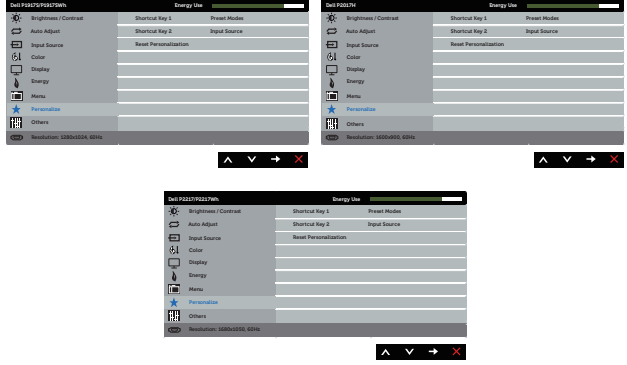 Dell P1917S/P1917SWh Energy Use
Brightness / Contrast Shortcut Key 1 Preset Modes
Auto Adjust Shortcut Key 2 Input Source
Input Source Reset Personalization
Color
Display
Energy
Menu
Personalize
Others
Resolution: 1280x1024, 60Hz
Dell P2017H Energy Use
Brightness / Contrast Shortcut Key 1 Preset Modes
Auto Adjust Shortcut Key 2 Input Source
Input Source Reset Personalization
Color
Display
Energy
Menu
Personalize
Others
Resolution: 1600x900, 60Hz
Dell P2217/P2217Wh Energy Use
Brightness / Contrast Shortcut Key 1 Preset Modes
Auto Adjust Shortcut Key 2 Input Source
Input Source Reset Personalization
Color
Display
Energy
Menu
Personalize
Others
Resolution: 1680x1050, 60Hz